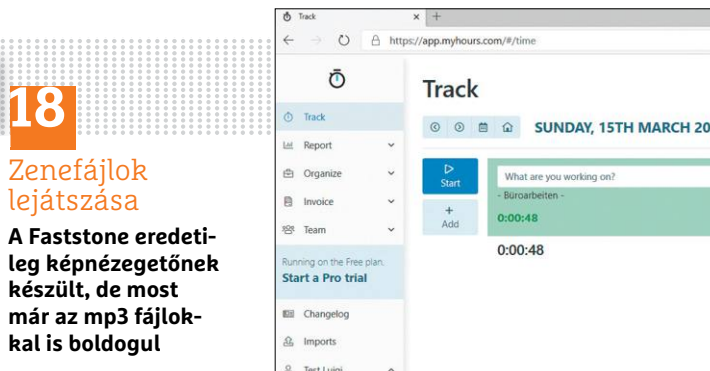 18
Zenefájlok
lejátszása
A Faststone eredeti-
leg képnézegetőnek
készült, de most
már az mp3 fájlok-
kal is boldogul
Track
https://app.myhours.com/#/time
Track
Report
Organize
Invoice
Team
Running on the Free plan.
Start a Pro trial
Changelog
Imports
Test Luigi
Track
SUNDAY, 15TH MARCH 20
Start
What are you working on?
- Büroarbeiten -
0:00:48
Add
0:00:48